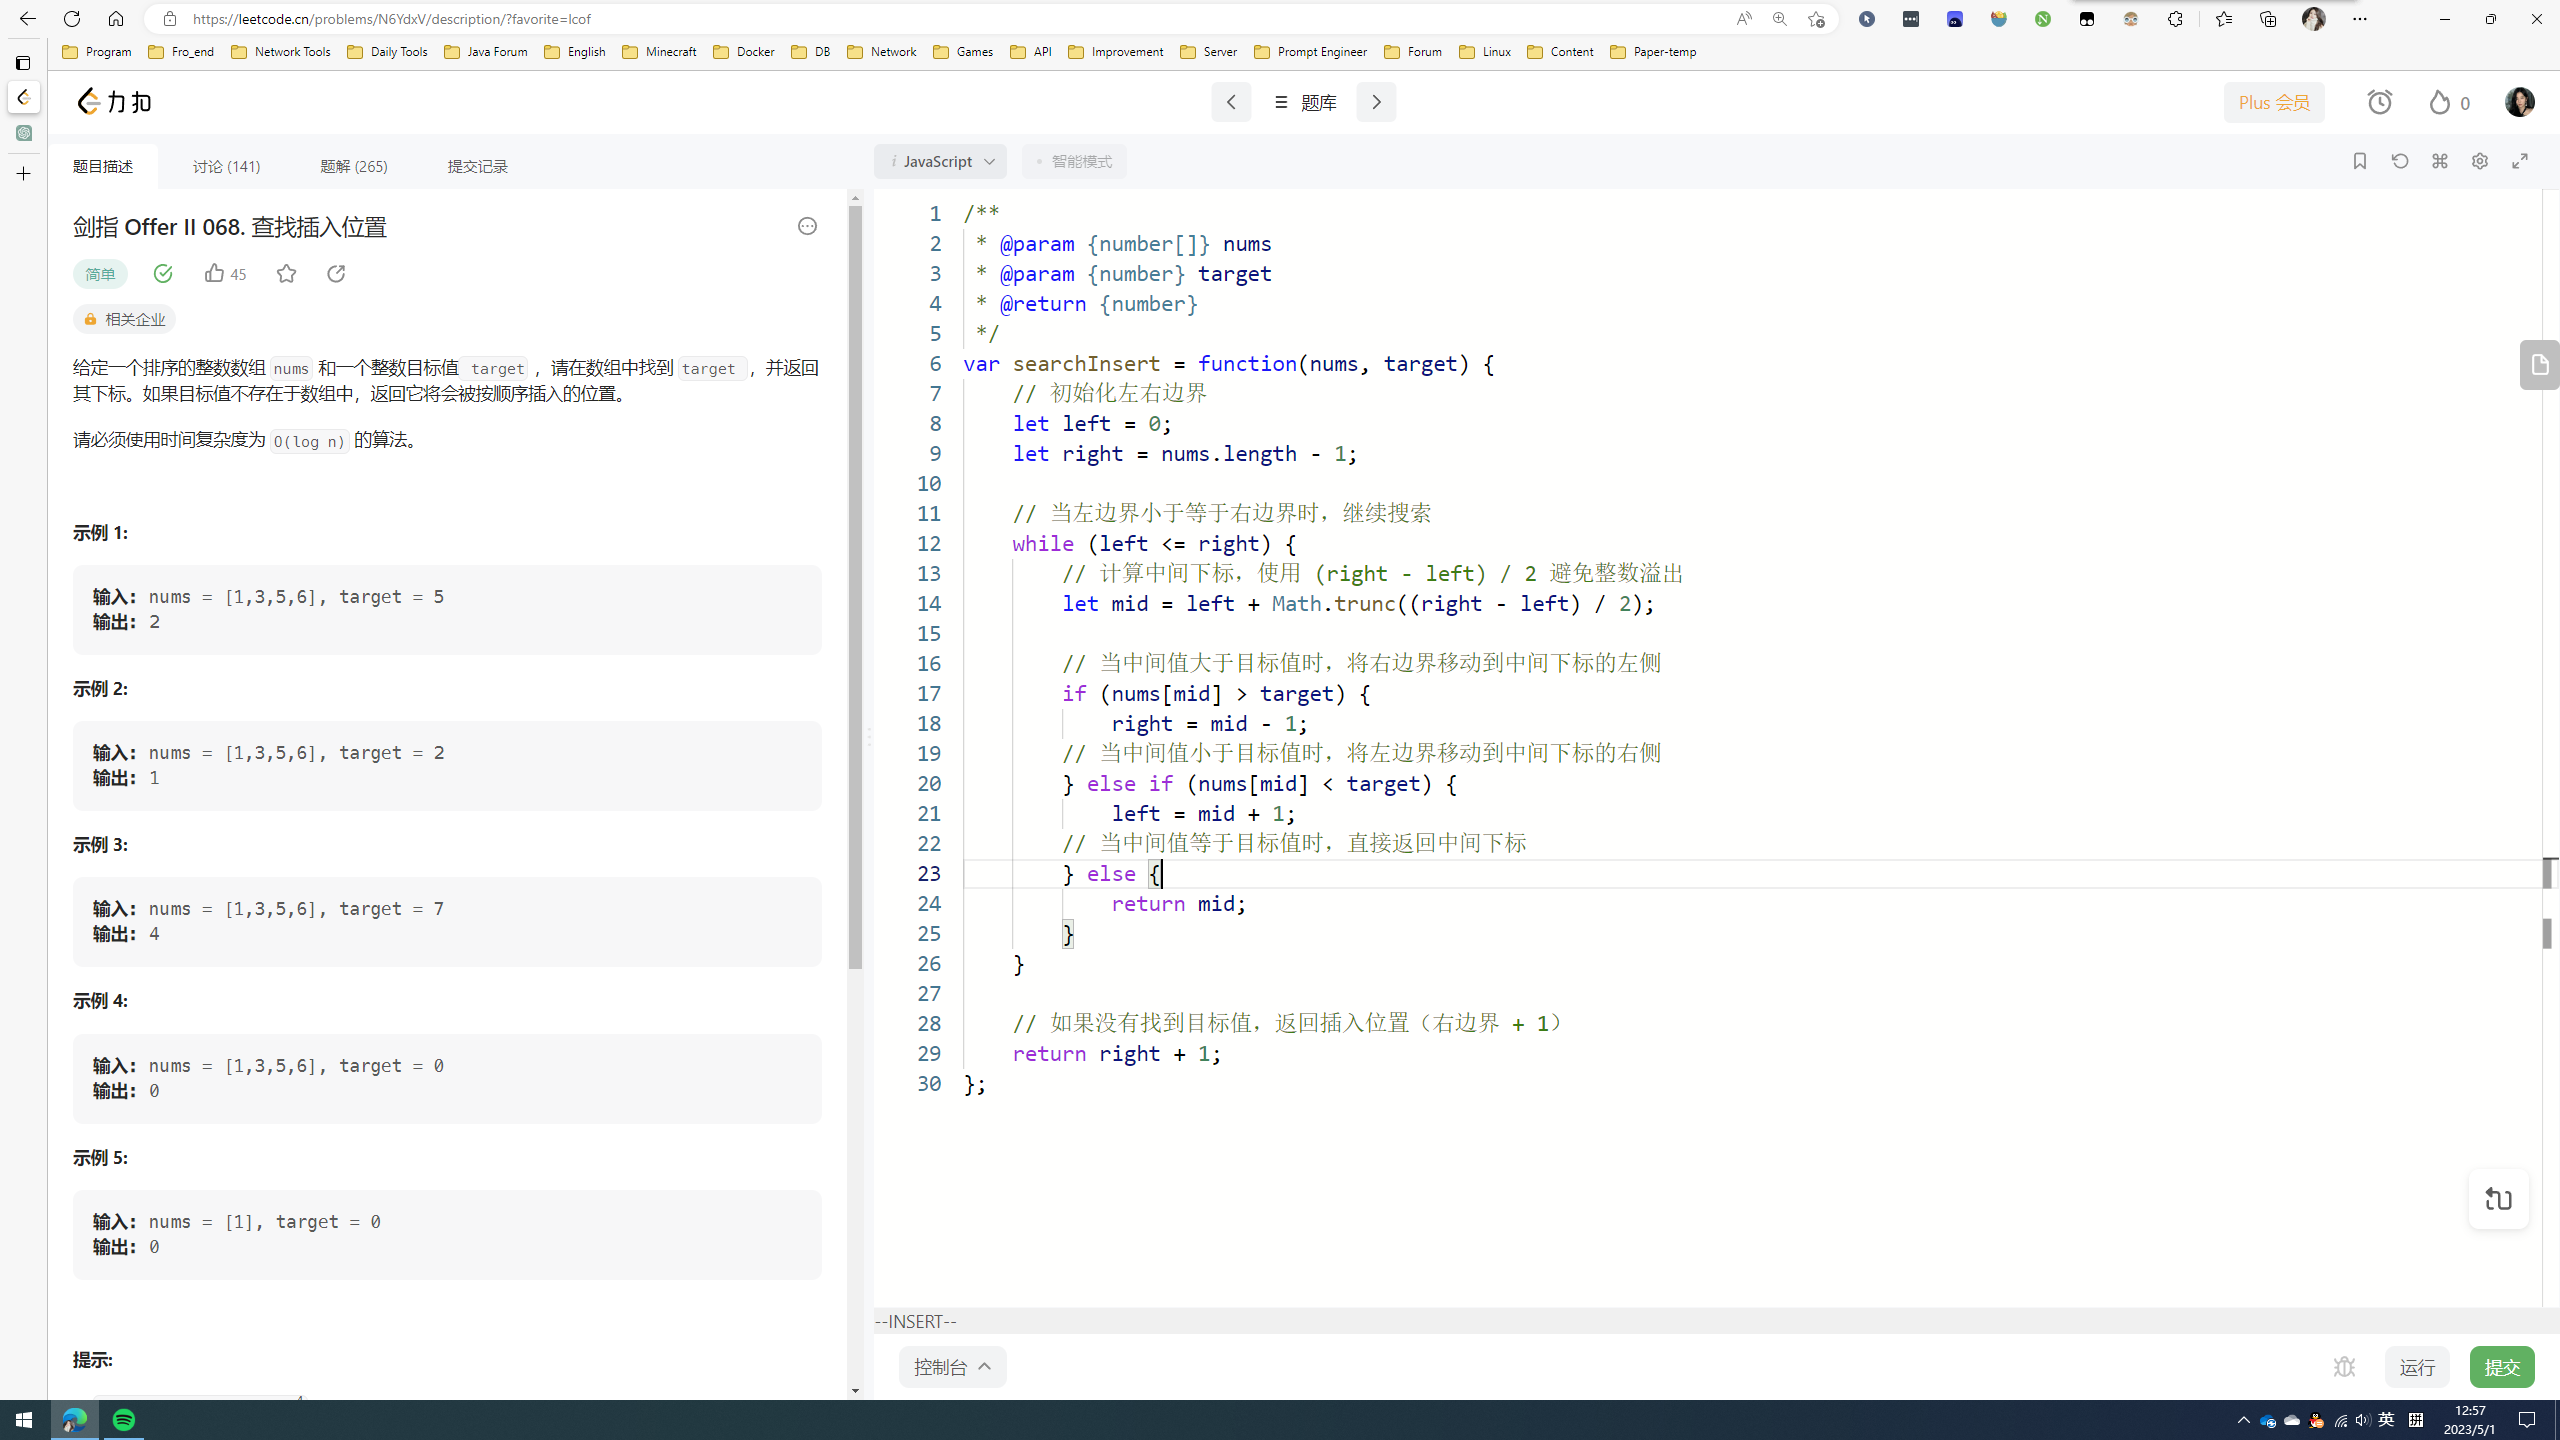 https://leetcode.cn/problems/N6YdxV/description/?favorite=lcof
Program Fro_end Network Tools Daily Tools Java Forum English Minecraft Docker DB Network Games API Improvement Server Prompt Engineer Forum Linux Content Paper-temp
力扣
题库
Plus 会员
0
题目描述 讨论 (141) 题解 (265) 提交记录
剑指 Offer II 068. 查找插入位置
简单 45
相关企业
给定一个排序的整数数组 nums 和一个整数目标值 target ，请在数组中找到 target ，并返回
其下标。如果目标值不存在于数组中，返回它将会被按顺序插入的位置。
请必须使用时间复杂度为 O(log n) 的算法。
示例 1:
输入: nums = [1,3,5,6], target = 5
输出: 2
示例 2:
输入: nums = [1,3,5,6], target = 2
输出: 1
示例 3:
输入: nums = [1,3,5,6], target = 7
输出: 4
示例 4:
输入: nums = [1,3,5,6], target = 0
输出: 0
示例 5:
输入: nums = [1], target = 0
输出: 0
提示:
i JavaScript 智能模式
1 /**
2 * @param {number[]} nums
3 * @param {number} target
4 * @return {number}
5 */
6 var searchInsert = function(nums, target) {
7 // 初始化左右边界
8 let left = 0;
9 let right = nums.length - 1;
10
11 // 当左边界小于等于右边界时，继续搜索
12 while (left <= right) {
13 // 计算中间下标，使用 (right - left) / 2 避免整数溢出
14 let mid = left + Math.trunc((right - left) / 2);
15
16 // 当中间值大于目标值时，将右边界移动到中间下标的左侧
17 if (nums[mid] > target) {
18 right = mid - 1;
19 // 当中间值小于目标值时，将左边界移动到中间下标的右侧
20 } else if (nums[mid] < target) {
21 left = mid + 1;
22 // 当中间值等于目标值时，直接返回中间下标
23 } else {
24 return mid;
25 }
26 }
27
28 // 如果没有找到目标值，返回插入位置（右边界 + 1）
29 return right + 1;
30 };
--INSERT--
控制台 运行 提交
英 拼
12:57
2023/5/1